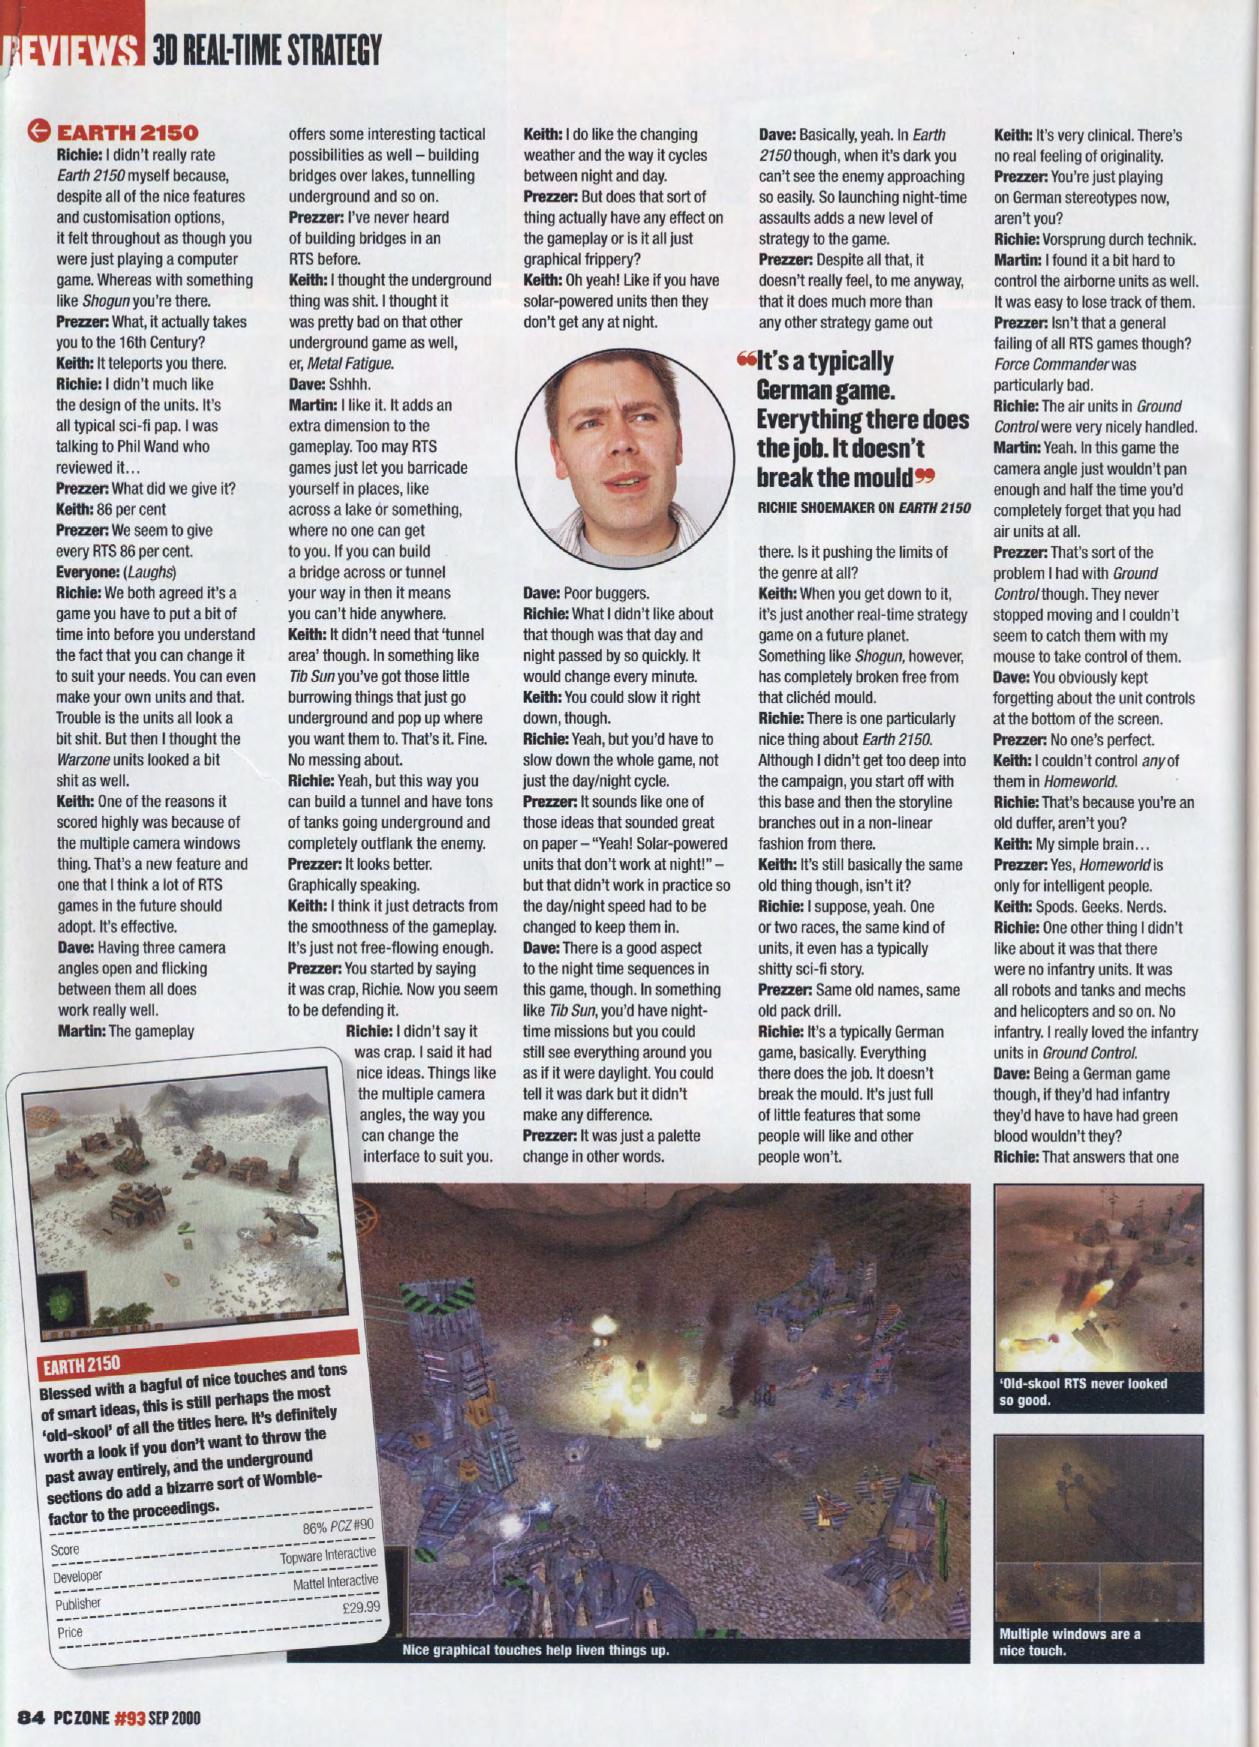 REVIEWS 3D REAL-TIME STRATEGY
EARTH 2150
Richie: I didn't really rate
Earth 2150 myself because,
despite all of the nice features
and customisation options,
it felt throughout as though you
were just playing a computer
game. Whereas with something
like Shogun you're there.
Prezzer: What, it actually takes
you to the 16th Century?
Keith: It teleports you there.
Richie: I didn't much like
the design of the units. It's
all typical sci-fi pap. I was
talking to Phil Wand who
reviewed it...
Prezzer: What did we give it?
Keith: 86 per cent
Prezzer: We seem to give
every RTS 86 per cent.
Everyone: (Laughs)
Richie: We both agreed it's a
game you have to put a bit of
time into before you understand
the fact that you can change it
to suit your needs. You can even
make your own units and that.
Trouble is the units all look a
bit shit. But then I thought the
Warzone units looked a bit
shit as well.
Keith: One of the reasons it
scored highly was because of
the multiple camera windows
thing. That's a new feature and
one that I think a lot of RTS
games in the future should
adopt. It's effective.
Dave: Having three camera
angles open and flicking
between them all does
work really well.
Martin: The gameplay
offers some interesting tactical
possibilities as well – building
bridges over lakes, tunnelling
underground and so on.
Prezzer: I've never heard
of building bridges in an
RTS before.
Keith: I thought the underground
thing was shit. I thought it
was pretty bad on that other
underground game as well,
er, Metal Fatigue.
Dave: Sshhh.
Martin: I like it. It adds an
extra dimension to the
gameplay. Too may RTS
games just let you barricade
yourself in places, like
across a lake or something,
where no one can get
to you. If you can build
a bridge across or tunnel
your way in then it means
you can't hide anywhere.
Keith: It didn't need that 'tunnel
area' though. In something like
Tib Sun you've got those little
burrowing things that just go
underground and pop up where
you want them to. That's it. Fine.
No messing about.
Richie: Yeah, but this way you
can build a tunnel and have tons
of tanks going underground and
completely outflank the enemy.
Prezzer: It looks better.
Graphically speaking.
Keith: I think it just detracts from
the smoothness of the gameplay.
It's just not free-flowing enough.
Prezzer: You started by saying
it was crap, Richie. Now you seem
to be defending it.
Richie: I didn't say it
was crap. I said it had
nice ideas. Things like
the multiple camera
angles, the way you
can change the
interface to suit you.
Keith: I do like the changing
weather and the way it cycles
between night and day.
Prezzer: But does that sort of
thing actually have any effect on
the gameplay or is it all just
graphical frippery?
Keith: Oh yeah! Like if you have
solar-powered units then they
don't get any at night.
Dave: Poor buggers.
Richie: What I didn't like about
that though was that day and
night passed by so quickly. It
would change every minute.
Keith: You could slow it right
down, though.
Richie: Yeah, but you'd have to
slow down the whole game, not
just the day/night cycle.
Prezzer: It sounds like one of
those ideas that sounded great
on paper – "Yeah! Solar-powered
units that don't work at night!" –
but that didn't work in practice so
the day/night speed had to be
changed to keep them in.
Dave: There is a good aspect
to the night time sequences in
this game, though. In something
like Tib Sun, you'd have night-
time missions but you could
still see everything around you
as if it were daylight. You could
tell it was dark but it didn't
make any difference.
Prezzer: It was just a palette
change in other words.
Dave: Basically, yeah. In Earth
2150 though, when it's dark you
can't see the enemy approaching
so easily. So launching night-time
assaults adds a new level of
strategy to the game.
Prezzer: Despite all that, it
doesn't really feel, to me anyway,
that it does much more than
any other strategy game out
"It's a typically
German game.
Everything there does
the job. It doesn't
break the mould"
RICHIE SHOEMAKER ON EARTH 2150
there. Is it pushing the limits of
the genre at all?
Keith: When you get down to it,
it's just another real-time strategy
game on a future planet.
Something like Shogun, however,
has completely broken free from
that clichéd mould.
Richie: There is one particularly
nice thing about Earth 2150.
Although I didn't get too deep into
the campaign, you start off with
this base and then the storyline
branches out in a non-linear
fashion from there.
Keith: It's still basically the same
old thing though, isn't it?
Richie: I suppose, yeah. One
or two races, the same kind of
units, it even has a typically
shitty sci-fi story.
Prezzer: Same old names, same
old pack drill.
Richie: It's a typically German
game, basically. Everything
there does the job. It doesn't
break the mould. It's just full
of little features that some
people will like and other
people won't.
Keith: It's very clinical. There's
no real feeling of originality.
Prezzer: You're just playing
on German stereotypes now,
aren't you?
Richie: Vorsprung durch technik.
Martin: I found it a bit hard to
control the airborne units as well.
It was easy to lose track of them.
Prezzer: Isn't that a general
failing of all RTS games though?
Force Commander was
particularly bad.
Richie: The air units in Ground
Control were very nicely handled.
Martin: Yeah. In this game the
camera angle just wouldn't pan
enough and half the time you'd
completely forget that you had
air units at all.
Prezzer: That's sort of the
problem I had with Ground
Control though. They never
stopped moving and I couldn't
seem to catch them with my
mouse to take control of them.
Dave: You obviously kept
forgetting about the unit controls
at the bottom of the screen.
Prezzer: No one's perfect.
Keith: I couldn't control any of
them in Homeworld.
Richie: That's because you're an
old duffer, aren't you?
Keith: My simple brain...
Prezzer: Yes, Homeworld is
only for intelligent people.
Keith: Spods. Geeks. Nerds.
Richie: One other thing I didn't
like about it was that there
were no infantry units. It was
all robots and tanks and mechs
and helicopters and so on. No
infantry. I really loved the infantry
units in Ground Control.
Dave: Being a German game
though, if they'd had infantry
they'd have to have had green
blood wouldn't they?
Richie: That answers that one
EARTH 2150
Blessed with a bagful of nice touches and tons
of smart ideas, this is still perhaps the most
'old-skool' of all the titles here. It's definitely
worth a look if you don't want to throw the
past away entirely, and the underground
sections do add a bizarre sort of Womble-
factor to the proceedings.
Score 86% PCZ #90
Developer Topware Interactive
Publisher Mattel Interactive
Price £29.99
Nice graphical touches help liven things up.
'Old-skool RTS never looked
so good.
Multiple windows are a
nice touch.
84 PCZONE #93 SEP 2000